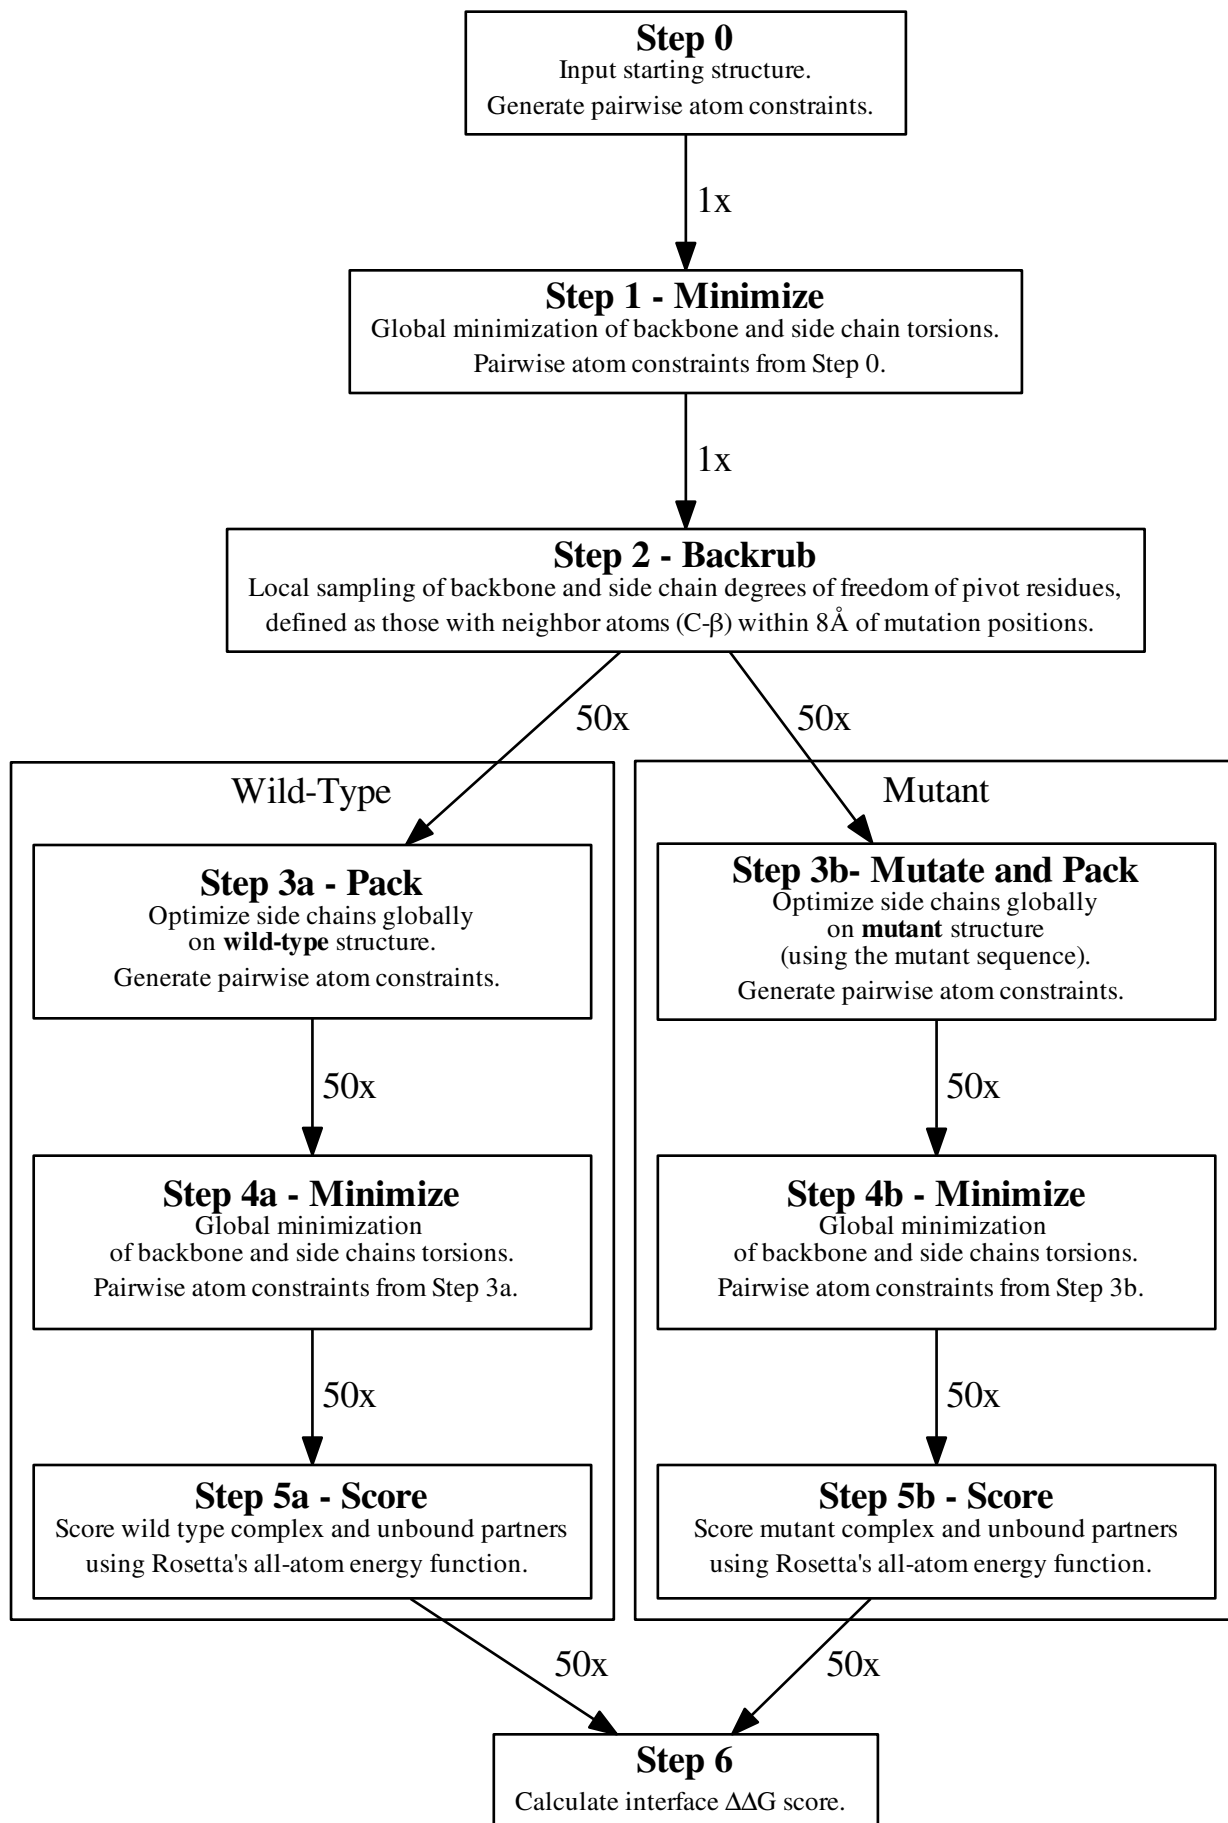 Step 0
Input starting structure.
Generate pairwise atom constraints.
1x
Step 1 - Minimize
Global minimization of backbone and side chain torsions.
Pairwise atom constraints from Step 0.
1x
Step 2 - Backrub
Local sampling of backbone and side chain degrees of freedom of pivot residues,
defined as those with neighbor atoms (C-β) within 8Å of mutation positions.
50x
50x
Wild-Type
Step 3a - Pack
Optimize side chains globally
on wild-type structure.
Generate pairwise atom constraints.
50x
Step 4a - Minimize
Global minimization
of backbone and side chains torsions.
Pairwise atom constraints from Step 3a.
50x
Step 5a - Score
Score wild type complex and unbound partners
using Rosetta's all-atom energy function.
50x
Mutant
Step 3b- Mutate and Pack
Optimize side chains globally
on mutant structure
(using the mutant sequence).
Generate pairwise atom constraints.
50x
Step 4b - Minimize
Global minimization
of backbone and side chains torsions.
Pairwise atom constraints from Step 3b.
50x
Step 5b - Score
Score mutant complex and unbound partners
using Rosetta's all-atom energy function.
50x
Step 6
Calculate interface ΔΔG score.